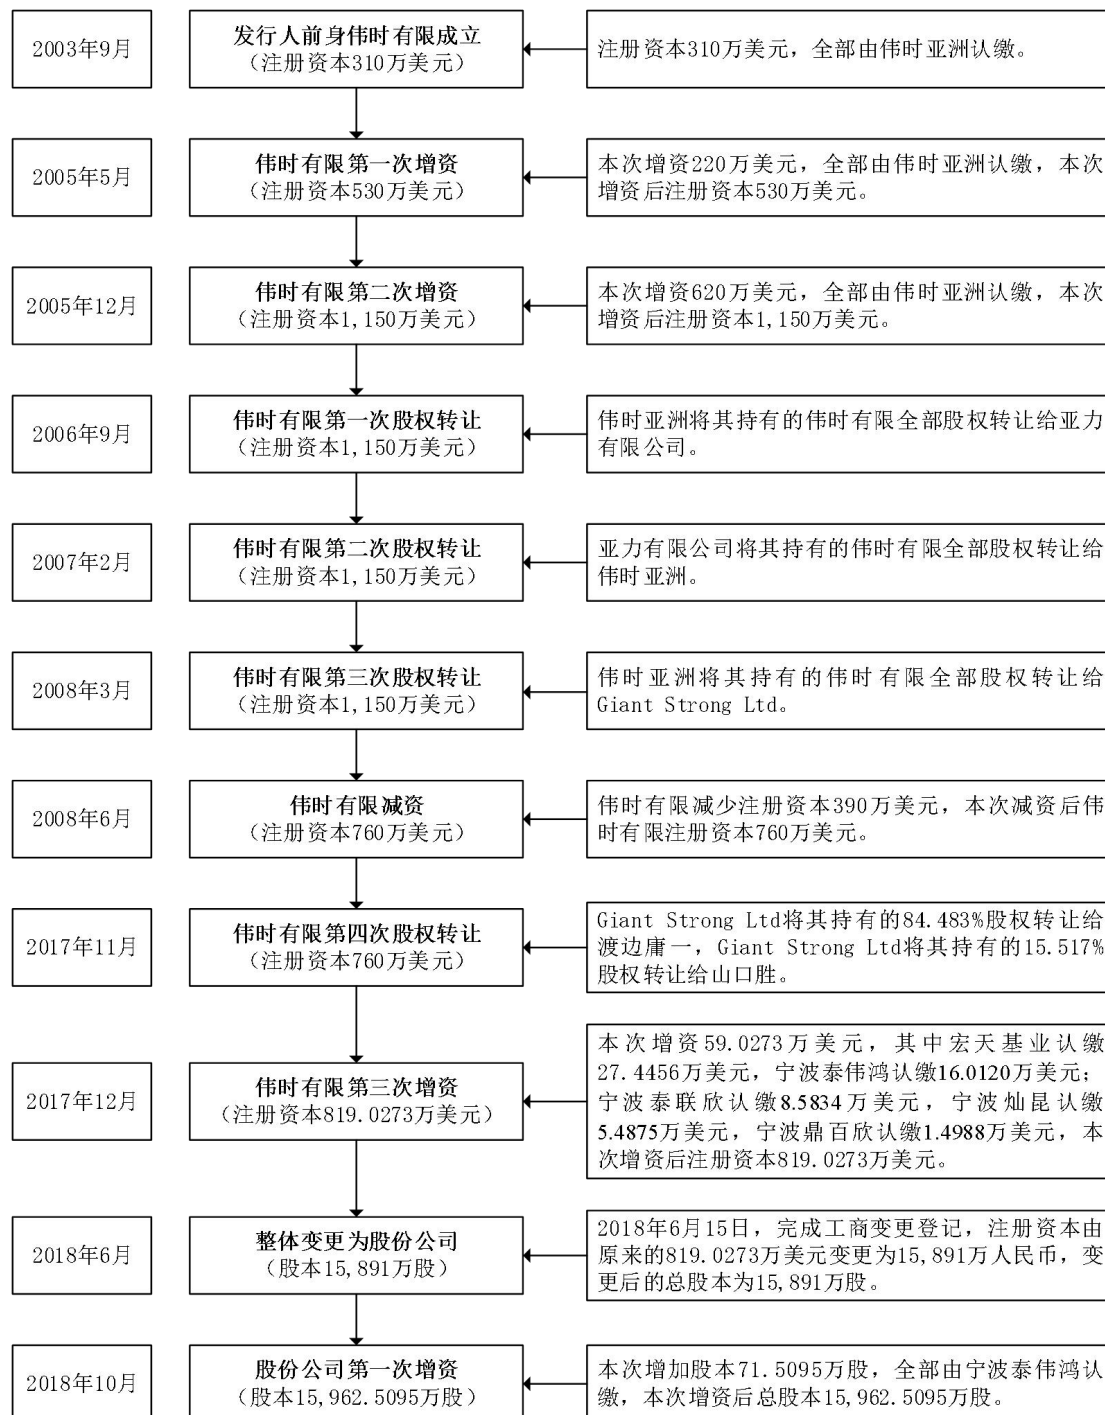 2003年9月
发行人前身伟时有限成立
（注册资本310万美元）
注册资本310万美元，全部由伟时亚洲认缴。
2005年5月
伟时有限第一次增资
（注册资本530万美元）
本次增资220万美元，全部由伟时亚洲认缴，本次
增资后注册资本530万美元。
2005年12月
伟时有限第二次增资
（注册资本1,150万美元）
本次增资620万美元，全部由伟时亚洲认缴，本次
增资后注册资本1,150万美元。
2006年9月
伟时有限第一次股权转让
（注册资本1,150万美元）
伟时亚洲将其持有的伟时有限全部股权转让给亚力
有限公司。
2007年2月
伟时有限第二次股权转让
（注册资本1,150万美元）
亚力有限公司将其持有的伟时有限全部股权转让给
伟时亚洲。
2008年3月
伟时有限第三次股权转让
（注册资本1,150万美元）
伟时亚洲将其持有的伟时有限全部股权转让给
Giant Strong Ltd。
2008年6月
伟时有限减资
（注册资本760万美元）
伟时有限减少注册资本390万美元，本次减资后伟
时有限注册资本760万美元。
2017年11月
伟时有限第四次股权转让
（注册资本760万美元）
Giant Strong Ltd将其持有的84.483%股权转让给
渡边庸一，Giant Strong Ltd将其持有的15.517%
股权转让给山口胜。
2017年12月
伟时有限第三次增资
（注册资本819.0273万美元）
本次增资59.0273万美元，其中宏天基业认缴
27.4456万美元，宁波泰伟鸿认缴16.0120万美元；
宁波泰联欣认缴8.5834万美元，宁波灿昆认缴
5.4875万美元，宁波鼎百欣认缴1.4988万美元，本
次增资后注册资本819.0273万美元。
2018年6月
整体变更为股份公司
（股本15,891万股）
2018年6月15日，完成工商变更登记，注册资本由
原来的819.0273万美元变更为15,891万人民币，变
更后的总股本为15,891万股。
2018年10月
股份公司第一次增资
（股本15,962.5095万股）
本次增加股本71.5095万股，全部由宁波泰伟鸿认
缴，本次增资后总股本15,962.5095万股。